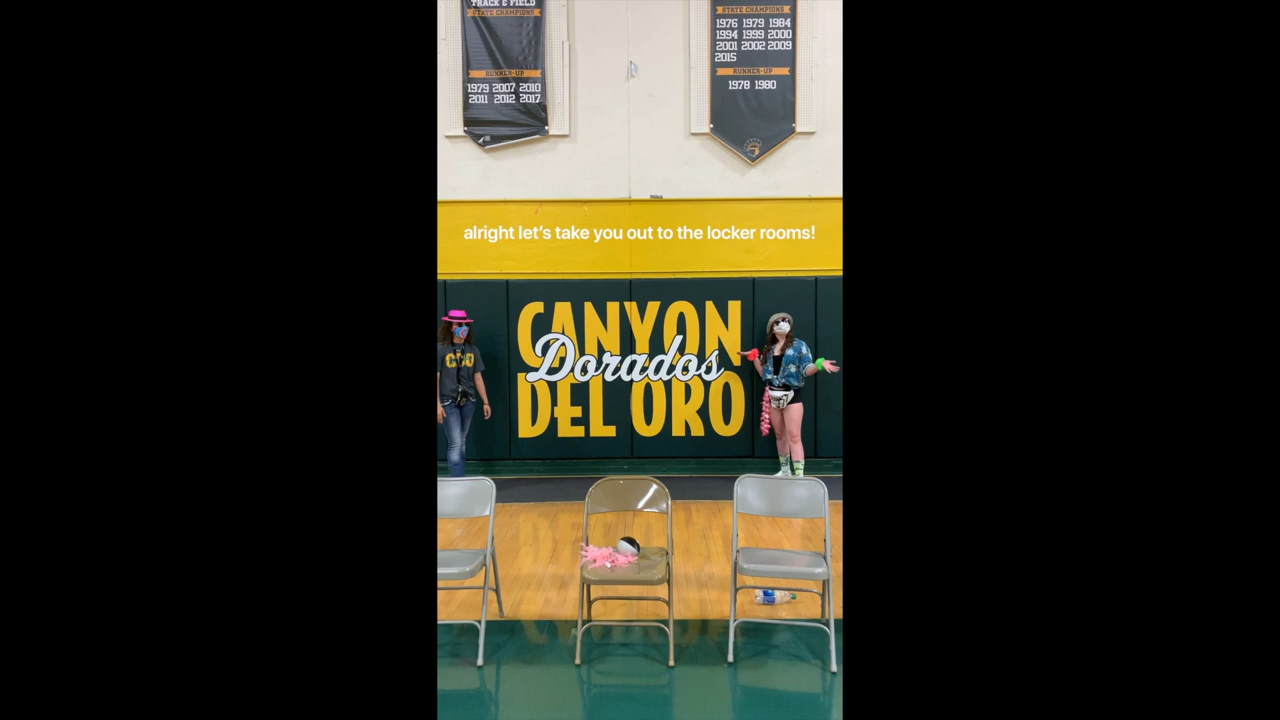 TRACK & FIELD
STATE CHAMPIONS
RUNNER-UP
1979 2007 2010
2011 2012 2017
STATE CHAMPIONS
1976 1979 1984
1994 1999 2000
2001 2002 2009
2015
RUNNER-UP
1978 1980
alright let's take you out to the locker rooms!
CANYON
Dorados
DEL ORO
CDO